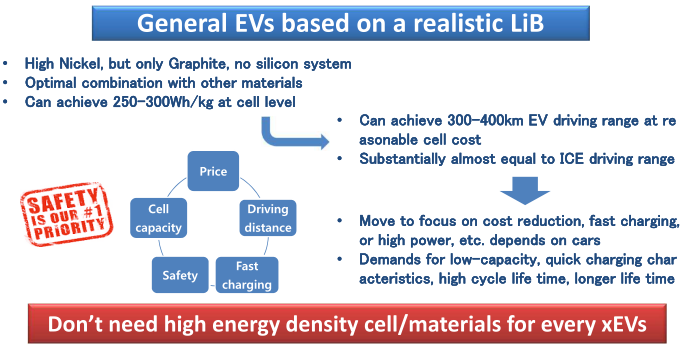 General EVs based on a realistic LiB
• High Nickel, but only Graphite, no silicon system
• Optimal combination with other materials
• Can achieve 250-300Wh/kg at cell level
• Can achieve 300-400km EV driving range at re
asonable cell cost
• Substantially almost equal to ICE driving range
Price
Cell
capacity
Driving
distance
Safety
Fast
charging
SAFETY
IS OUR #1
PRIORITY
• Move to focus on cost reduction, fast charging,
or high power, etc. depends on cars
• Demands for low-capacity, quick charging char
acteristics, high cycle life time, longer life time
Don't need high energy density cell/materials for every xEVs